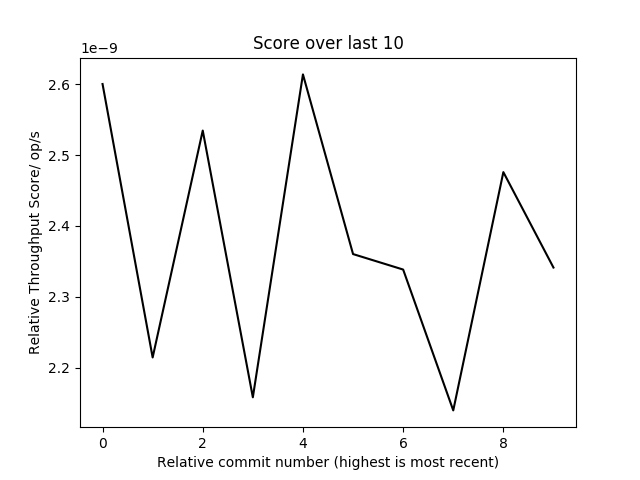 Score over last 10
1e−9
Relative Throughput Score/ op/s
2.6
2.5
2.4
2.3
2.2
0 2 4 6 8
Relative commit number (highest is most recent)